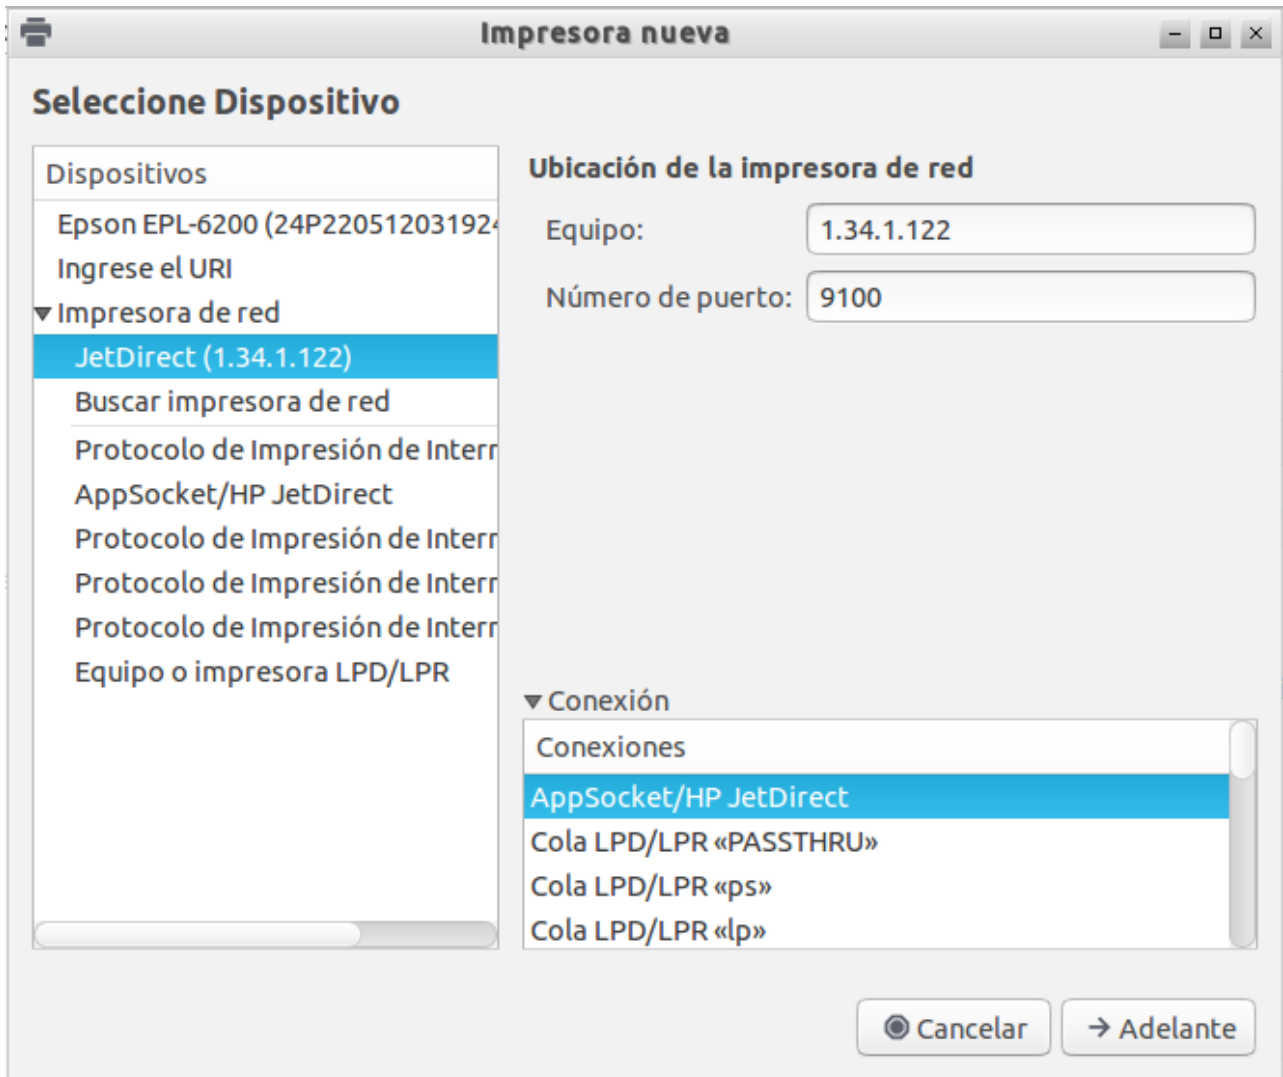 Impresora nueva
Seleccione Dispositivo
Dispositivos
Epson EPL-6200 (24P220512031924
Ingrese el URI
Impresora de red
JetDirect (1.34.1.122)
Buscar impresora de red
Protocolo de Impresión de Interr
AppSocket/HP JetDirect
Protocolo de Impresión de Interr
Protocolo de Impresión de Interr
Protocolo de Impresión de Interr
Equipo o impresora LPD/LPR
Ubicación de la impresora de red
Equipo: 1.34.1.122
Número de puerto: 9100
Conexión
Conexiones
AppSocket/HP JetDirect
Cola LPD/LPR «PASSTHRU»
Cola LPD/LPR «ps»
Cola LPD/LPR «lp»
Cancelar
Adelante